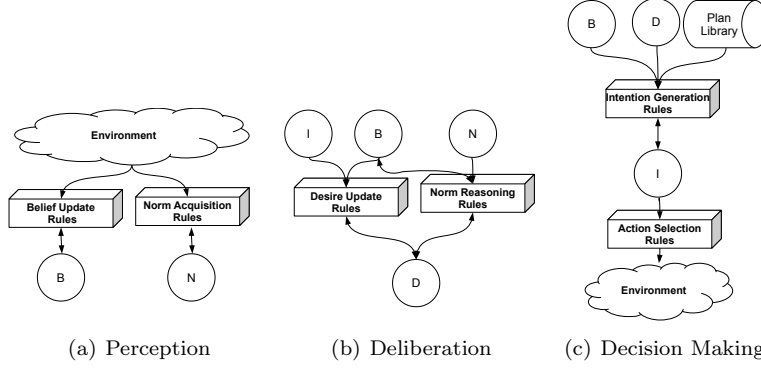 Environment
Belief Update
Rules
Norm Acquisition
Rules
B
N
(a) Perception
I
B
N
Desire Update
Rules
Norm Reasoning
Rules
D
(b) Deliberation
B
D
Plan
Library
Intention Generation
Rules
I
Action Selection
Rules
Environment
(c) Decision Making